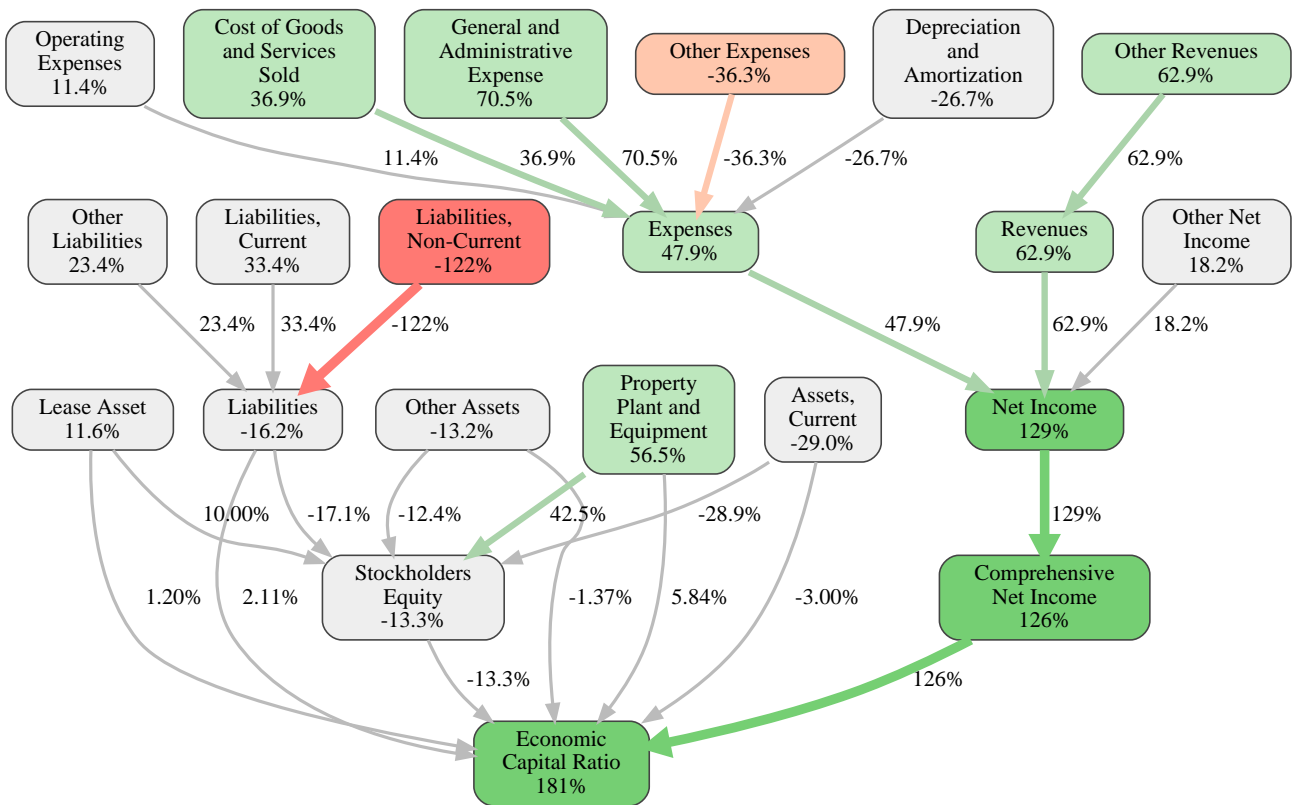 Operating
Expenses
11.4%
Cost of Goods
and Services
Sold
36.9%
General and
Administrative
Expense
70.5%
Other Expenses
-36.3%
Depreciation
and
Amortization
-26.7%
Other Revenues
62.9%
11.4%
36.9%
70.5%
-36.3%
-26.7%
62.9%
Other
Liabilities
23.4%
Liabilities,
Current
33.4%
Liabilities,
Non-Current
-122%
Expenses
47.9%
Revenues
62.9%
Other Net
Income
18.2%
23.4%
33.4%
-122%
47.9%
62.9%
18.2%
Lease Asset
11.6%
Liabilities
-16.2%
Other Assets
-13.2%
Property
Plant and
Equipment
56.5%
Assets,
Current
-29.0%
Net Income
129%
10.00%
-17.1%
-12.4%
42.5%
-28.9%
129%
Stockholders
Equity
-13.3%
Comprehensive
Net Income
126%
1.20%
2.11%
-1.37%
5.84%
-3.00%
-13.3%
126%
Economic
Capital Ratio
181%